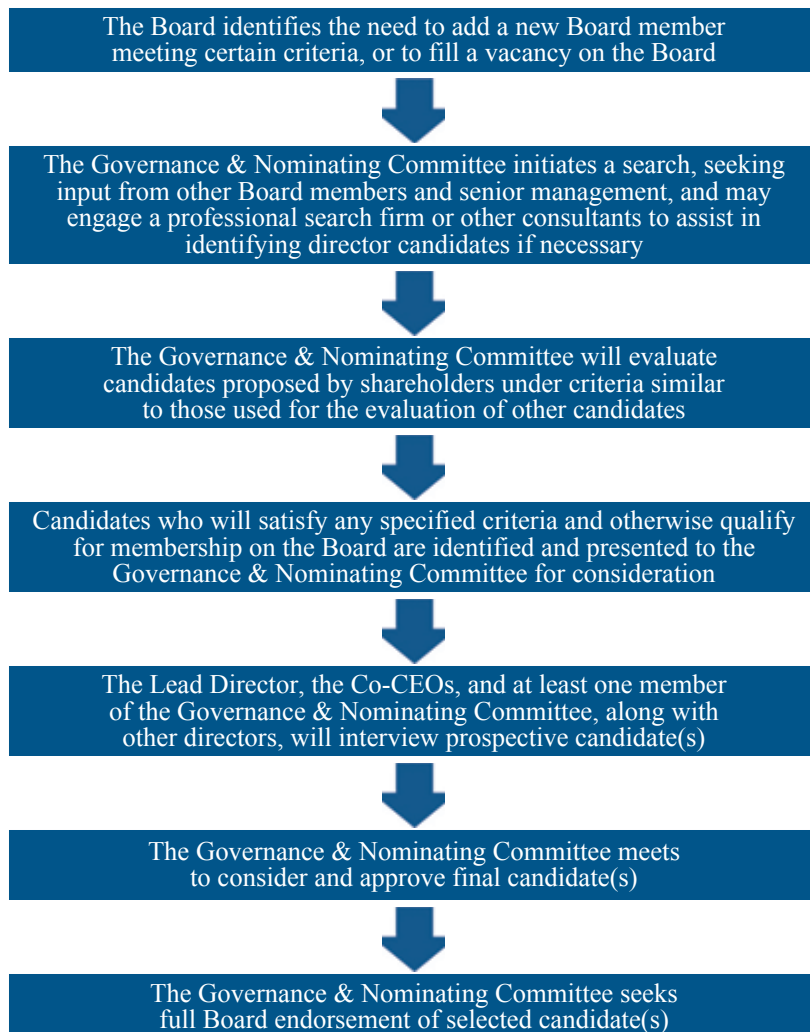 The Board identifies the need to add a new Board member
meeting certain criteria, or to fill a vacancy on the Board
The Governance & Nominating Committee initiates a search, seeking
input from other Board members and senior management, and may
engage a professional search firm or other consultants to assist in
identifying director candidates if necessary
The Governance & Nominating Committee will evaluate
candidates proposed by shareholders under criteria similar
to those used for the evaluation of other candidates
Candidates who will satisfy any specified criteria and otherwise qualify
for membership on the Board are identified and presented to the
Governance & Nominating Committee for consideration
The Lead Director, the Co-CEOs, and at least one member
of the Governance & Nominating Committee, along with
other directors, will interview prospective candidate(s)
The Governance & Nominating Committee meets
to consider and approve final candidate(s)
The Governance & Nominating Committee seeks
full Board endorsement of selected candidate(s)